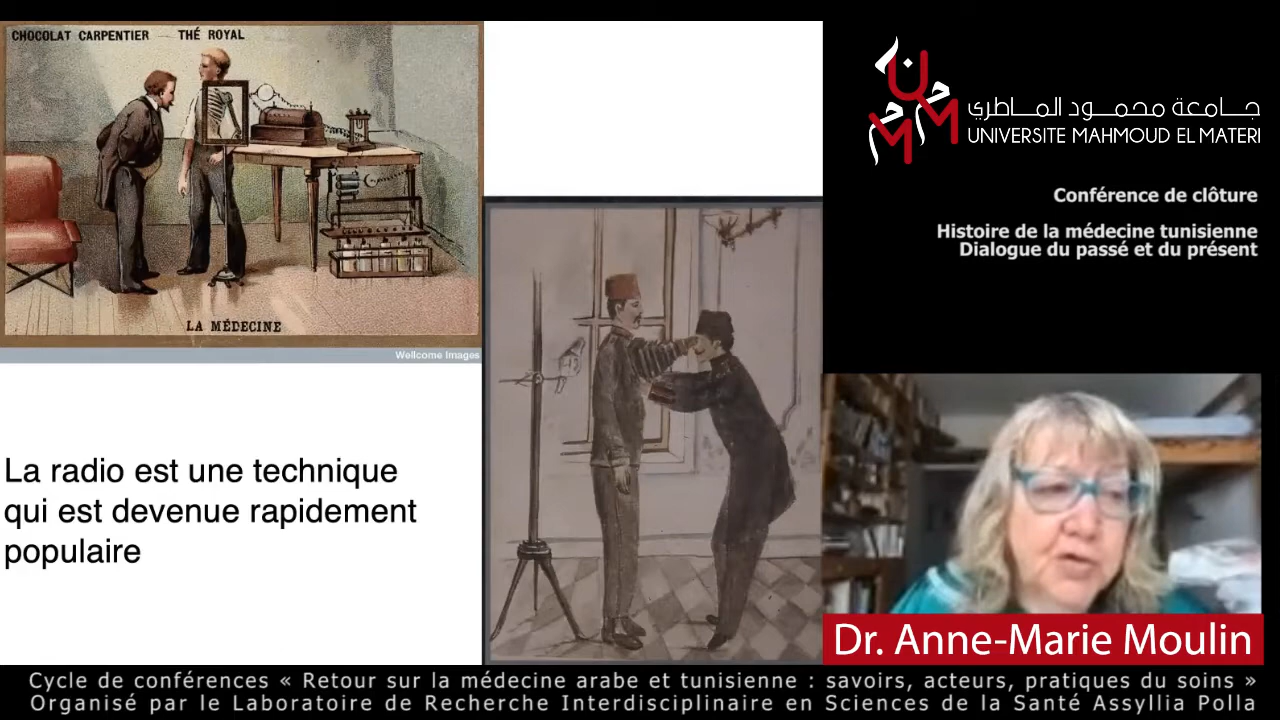 CHOCOLAT CARPENTIER THÉ ROYAL
LA MÉDECINE
Wellcome Images
La radio est une technique
qui est devenue rapidement
populaire
جامعة محمود الماطري
UNIVERSITE MAHMOUD EL MATERI
Conférence de clôture
Histoire de la médecine tunisienne
Dialogue du passé et du présent
Dr. Anne-Marie Moulin
Cycle de conférences « Retour sur la médecine arabe et tunisienne : savoirs, acteurs, pratiques du soins »
Organisé par le Laboratoire de Recherche Interdisciplinaire en Sciences de la Santé Assyllia Polla